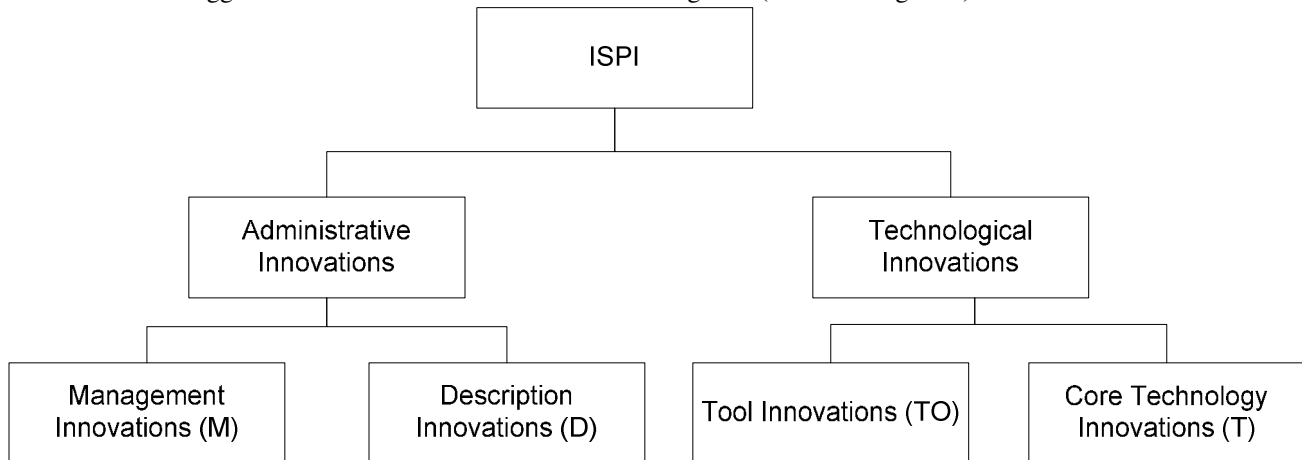 ISPI
Administrative
Innovations
Technological
Innovations
Management
Innovations (M)
Description
Innovations (D)
Tool Innovations (TO)
Core Technology
Innovations (T)